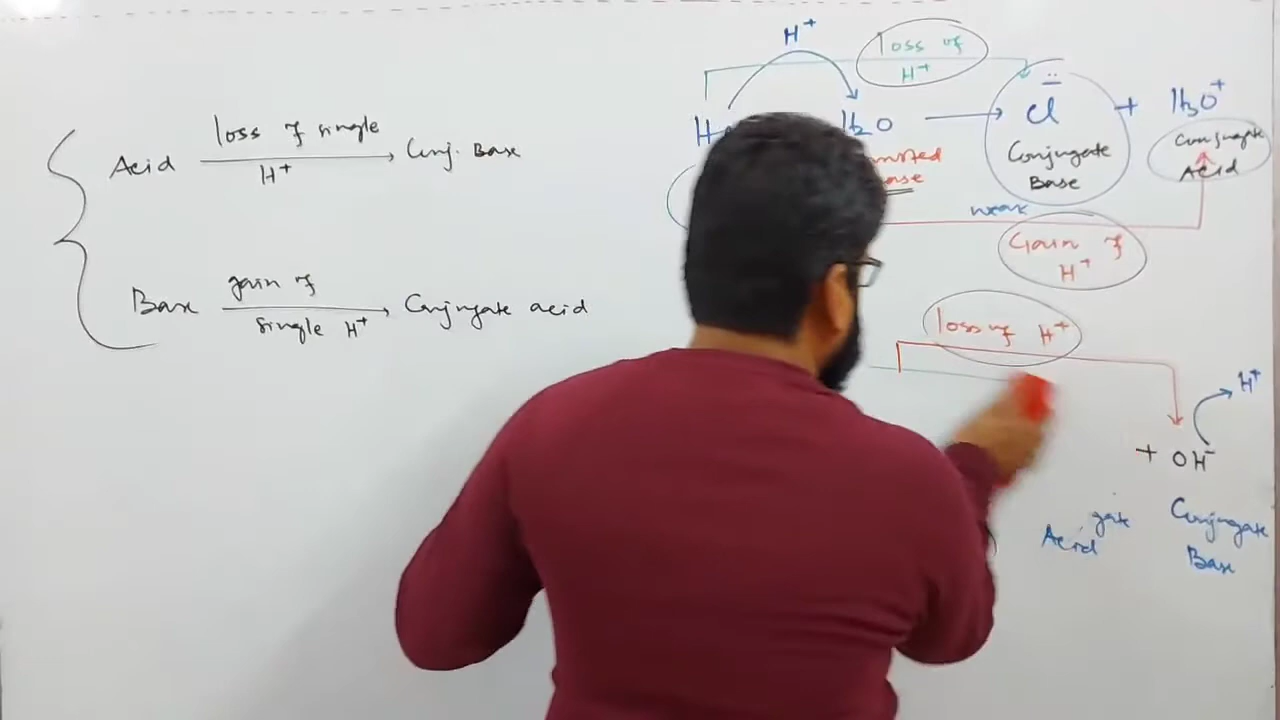 loss of single
Acid ⟶ Conj. Base
H⁺
gain of
Base ⟶ Conjugate acid
single H⁺
H⁺
loss of
H⁺
H₂O ⟶ Cl⁻ + H₃O⁺
Conjugate
Base
Conjugate
Acid
weak
Gain of
H⁺
loss of H⁺
H⁺
+ OH⁻
Acid
Conjugate
Base